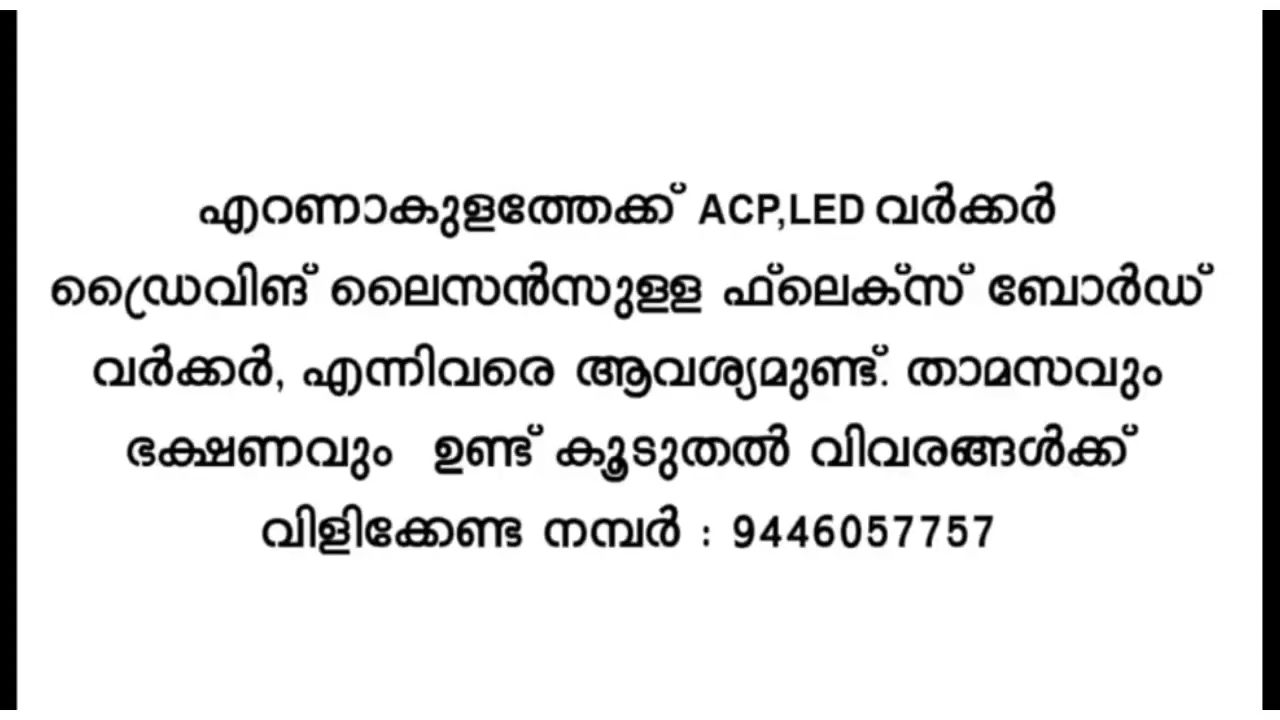 എറണാകുളത്തേക്ക് ACP,LED വർക്കർ
ഡ്രൈവിങ് ലൈസൻസുളള ഫ്ലെക്സ് ബോർഡ്
വർക്കർ, എന്നിവരെ ആവശ്യമുണ്ട്. താമസവും
ഭക്ഷണവും ഉണ്ട് കൂടുതൽ വിവരങ്ങൾക്ക്
വിളിക്കേണ്ട നമ്പർ : 9446057757